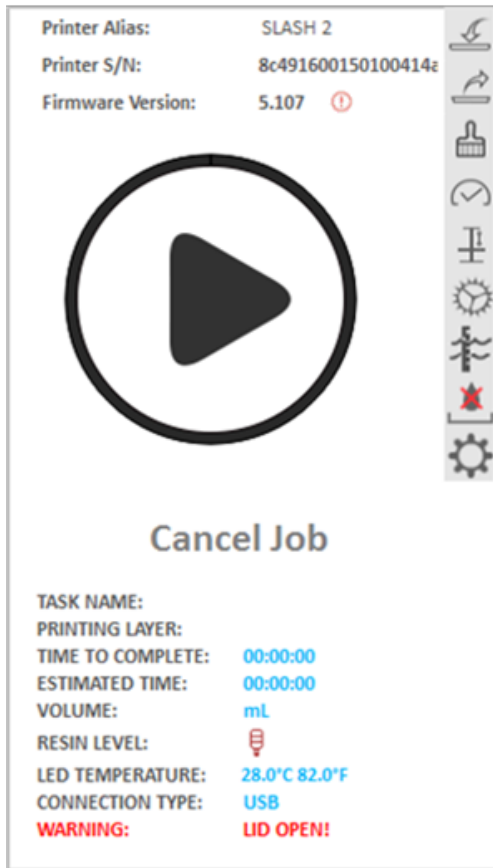 Printer Alias: SLASH 2
Printer S/N: 8c491600150100414a
Firmware Version: 5.107
Cancel Job
TASK NAME:
PRINTING LAYER:
TIME TO COMPLETE: 00:00:00
ESTIMATED TIME: 00:00:00
VOLUME: mL
RESIN LEVEL:
LED TEMPERATURE: 28.0°C 82.0°F
CONNECTION TYPE: USB
WARNING: LID OPEN!